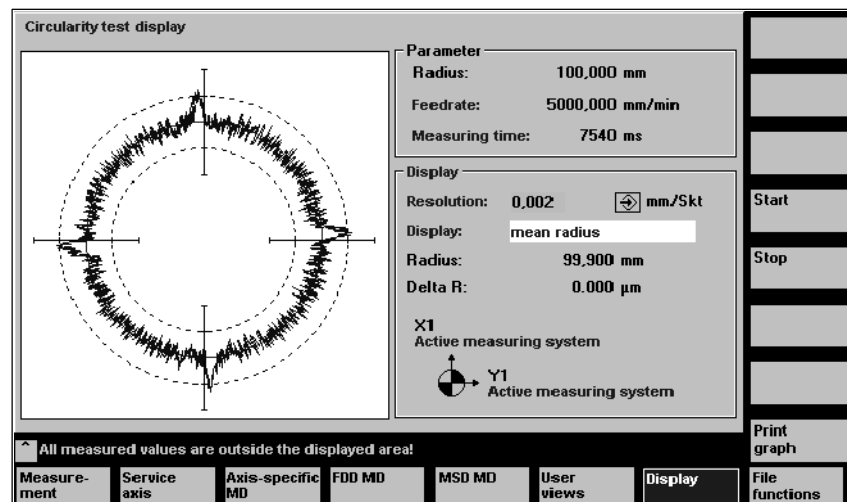 Circularity test display
Parameter
Radius: 100,000 mm
Feedrate: 5000,000 mm/min
Measuring time: 7540 ms
Display
Resolution: 0,002 mm/Skt
Display: mean radius
Radius: 99,900 mm
Delta R: 0.000 µm
X1
Active measuring system
Y1
Active measuring system
Start
Stop
Print
graph
^ All measured values are outside the displayed area!
Measure-
ment
Service
axis
Axis-specific
MD
FDD MD
MSD MD
User
views
Display
File
functions